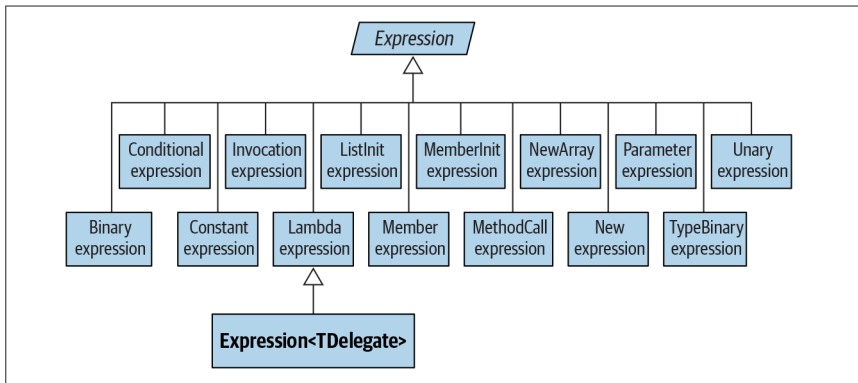 Expression
Conditional
expression
Invocation
expression
ListInit
expression
MemberInit
expression
NewArray
expression
Parameter
expression
Unary
expression
Binary
expression
Constant
expression
Lambda
expression
Member
expression
MethodCall
expression
New
expression
TypeBinary
expression
Expression<TDelegate>